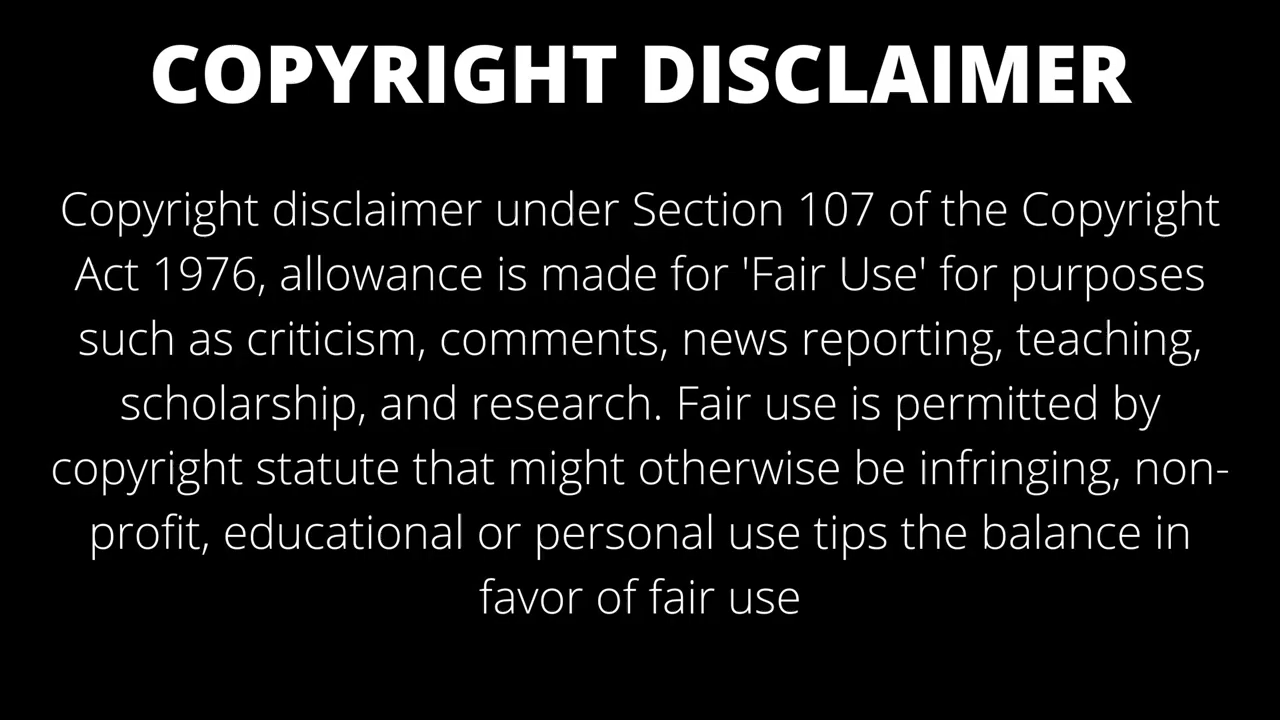 COPYRIGHT DISCLAIMER
Copyright disclaimer under Section 107 of the Copyright
Act 1976, allowance is made for 'Fair Use' for purposes
such as criticism, comments, news reporting, teaching,
scholarship, and research. Fair use is permitted by
copyright statute that might otherwise be infringing, non-
profit, educational or personal use tips the balance in
favor of fair use